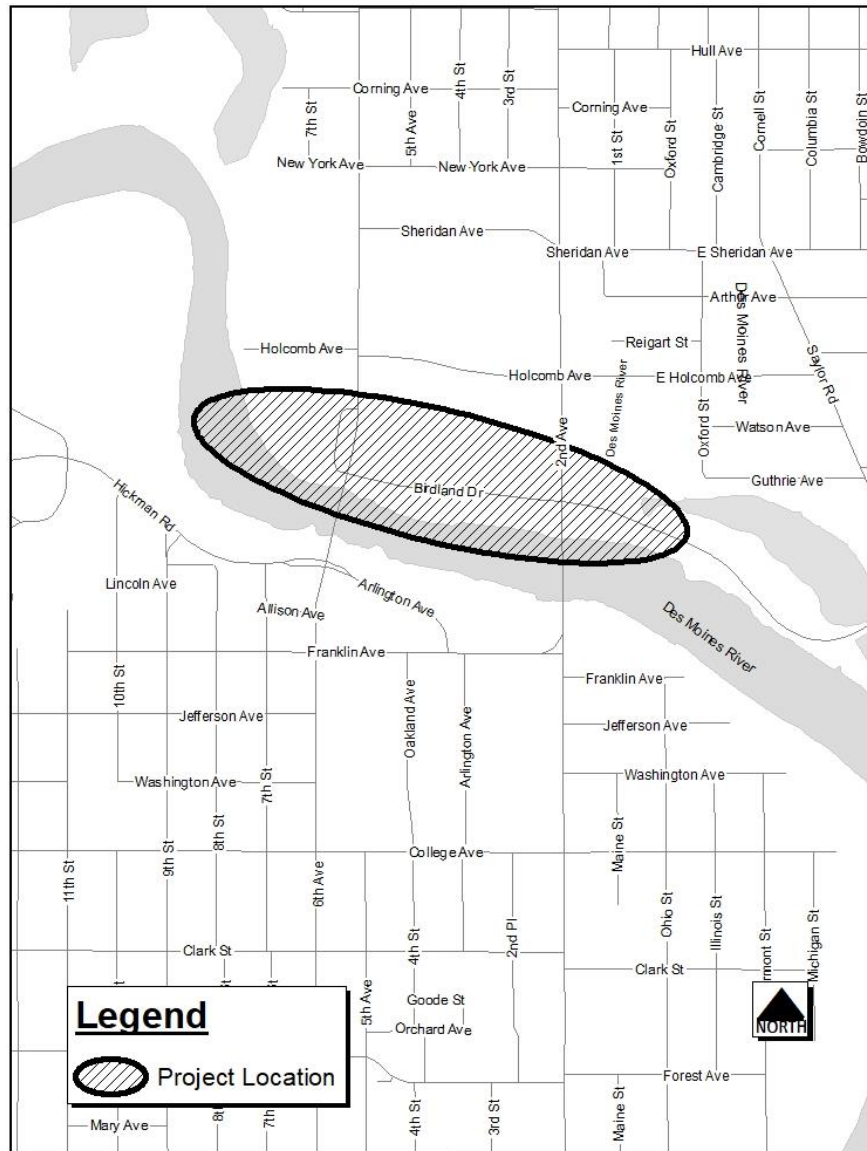 Hull Ave
Corning Ave
4th St
3rd St
7th St
5th Ave
Corning Ave
1st St
Oxford St
Cambridge St
Cornell St
Columbia St
Bowdoin St
New York Ave
New York Ave
Sheridan Ave
Sheridan Ave
E Sheridan Ave
Arthur Ave
Des Moines River
Reigart St
Saylor Rd
Holcomb Ave
Holcomb Ave
E Holcomb Ave
Des Moines River
2nd Ave
Oxford St
Watson Ave
Guthrie Ave
Birdland Dr
Hickman Rd
Lincoln Ave
Allison Ave
Arlington Ave
Des Moines River
Franklin Ave
Franklin Ave
10th St
Oakland Ave
Arlington Ave
Jefferson Ave
Jefferson Ave
Washington Ave
7th St
Washington Ave
11th St
9th St
8th St
6th Ave
College Ave
Maine St
Ohio St
Illinois St
Michigan St
Clark St
4th St
2nd Pl
Clark St
5th Ave
Goode St
Orchard Ave
NORTH
Legend
Project Location
Forest Ave
Mary Ave
4th St
3rd St
Maine St